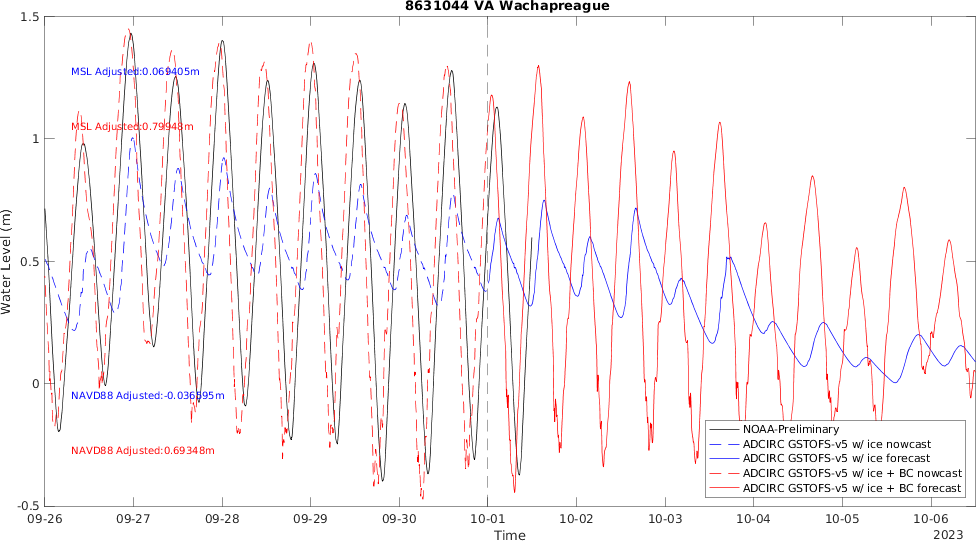 8631044 VA Wachapreague
1.5
MSL Adjusted:0.069405m
MSL Adjusted:0.79948m
1
Water Level (m)
0.5
0
NAVD88 Adjusted:-0.036595m
NAVD88 Adjusted:0.69348m
-0.5
NOAA-Preliminary
ADCIRC GSTOFS-v5 w/ ice nowcast
ADCIRC GSTOFS-v5 w/ ice forecast
ADCIRC GSTOFS-v5 w/ ice + BC nowcast
ADCIRC GSTOFS-v5 w/ ice + BC forecast
09-26 09-27 09-28 09-29 09-30 10-01 10-02 10-03 10-04 10-05 10-06
Time
2023